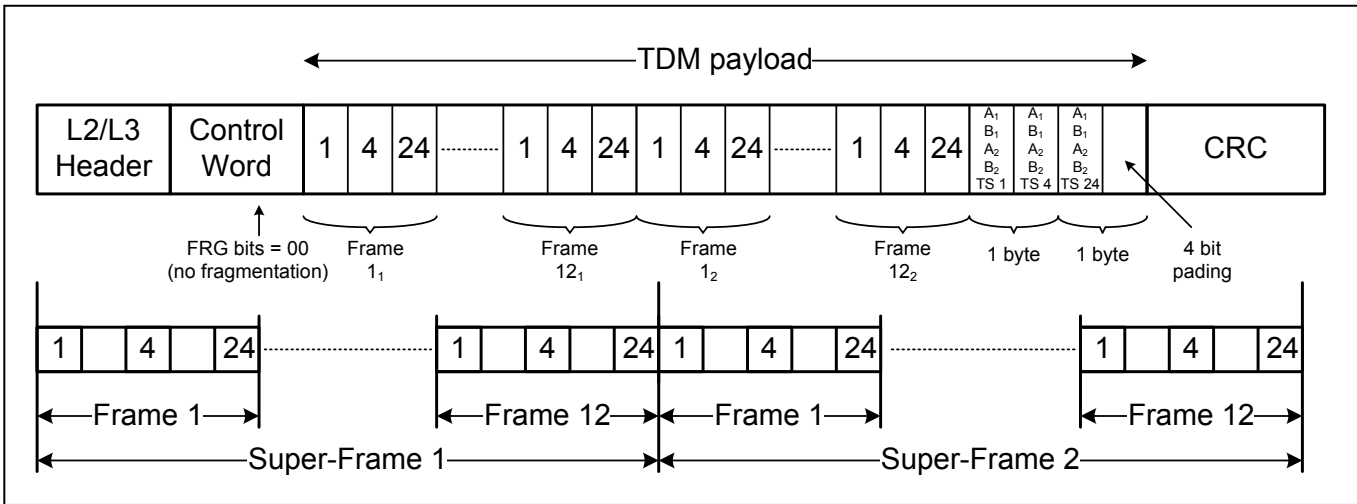 TDM payload
L2/L3
Header
Control
Word
1 4 24 1 4 24 1 4 24 1 4 24
A₁
B₁
A₂
B₂
TS 1
A₁
B₁
A₂
B₂
TS 4
A₁
B₁
A₂
B₂
TS 24
CRC
FRG bits = 00
(no fragmentation)
Frame
1₁
Frame
12₁
Frame
1₂
Frame
12₂
1 byte
1 byte
4 bit
pading
1 4 24 1 4 24 1 4 24 1 4 24
Frame 1 Frame 12 Frame 1 Frame 12
Super-Frame 1 Super-Frame 2